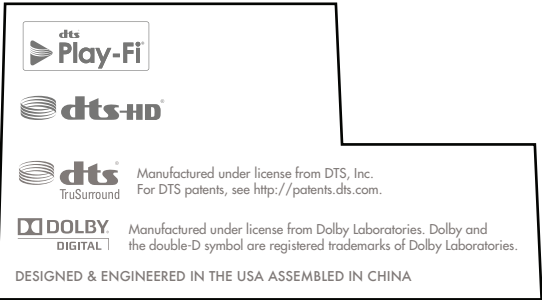 dts
Play-Fi®
dts-HD®
dts®
TruSurround
Manufactured under license from DTS, Inc.
For DTS patents, see http://patents.dts.com.
DOLBY®
DIGITAL
Manufactured under license from Dolby Laboratories. Dolby and
the double-D symbol are registered trademarks of Dolby Laboratories.
DESIGNED & ENGINEERED IN THE USA ASSEMBLED IN CHINA